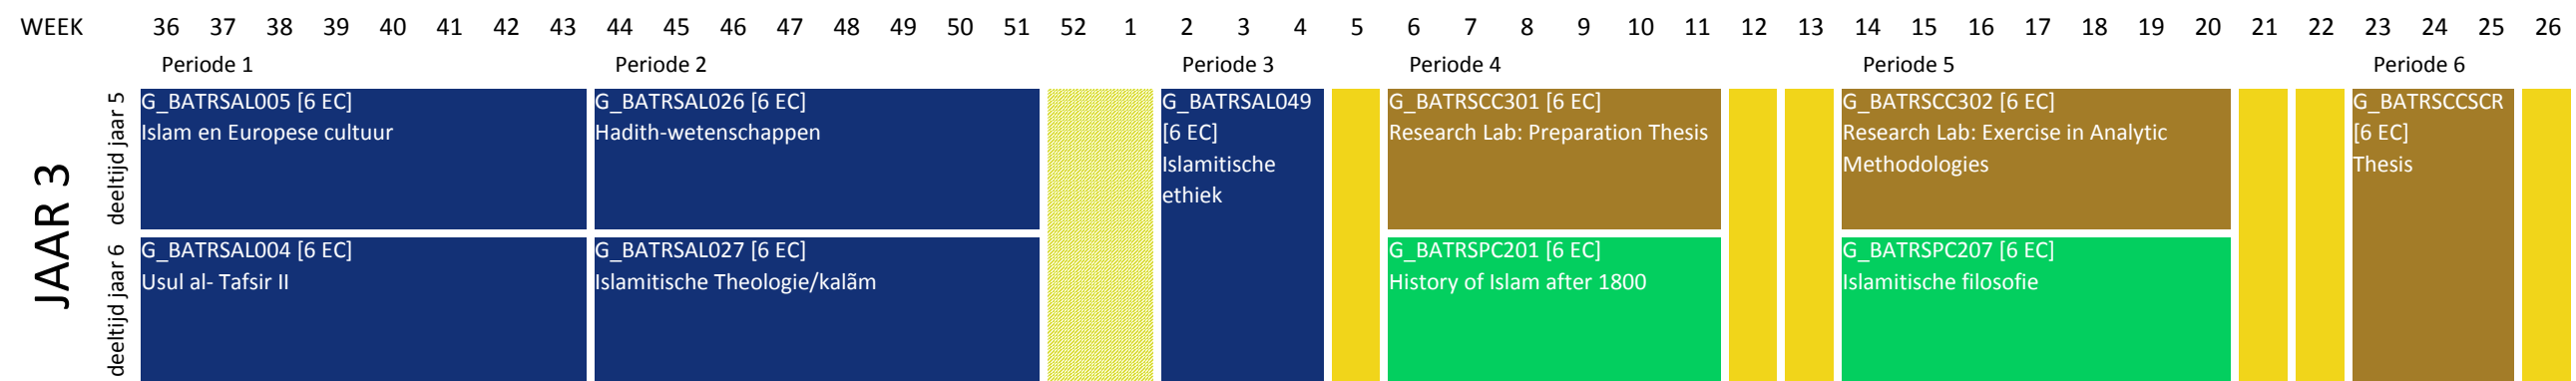 WEEK 36 37 38 39 40 41 42 43 44 45 46 47 48 49 50 51 52 1 2 3 4 5 6 7 8 9 10 11 12 13 14 15 16 17 18 19 20 21 22 23 24 25 26
Periode 1 Periode 2 Periode 3 Periode 4 Periode 5 Periode 6
JAAR 3
deeltijd jaar 5
G_BATRSAL005 [6 EC]
Islam en Europese cultuur
G_BATRSAL026 [6 EC]
Hadith-wetenschappen
G_BATRSAL049
[6 EC]
Islamitische
ethiek
G_BATRSCC301 [6 EC]
Research Lab: Preparation Thesis
G_BATRSCC302 [6 EC]
Research Lab: Exercise in Analytic
Methodologies
G_BATRSCCSCR
[6 EC]
Thesis
deeltijd jaar 6
G_BATRSAL004 [6 EC]
Usul al- Tafsir II
G_BATRSAL027 [6 EC]
Islamitische Theologie/kalãm
G_BATRSPC201 [6 EC]
History of Islam after 1800
G_BATRSPC207 [6 EC]
Islamitische filosofie